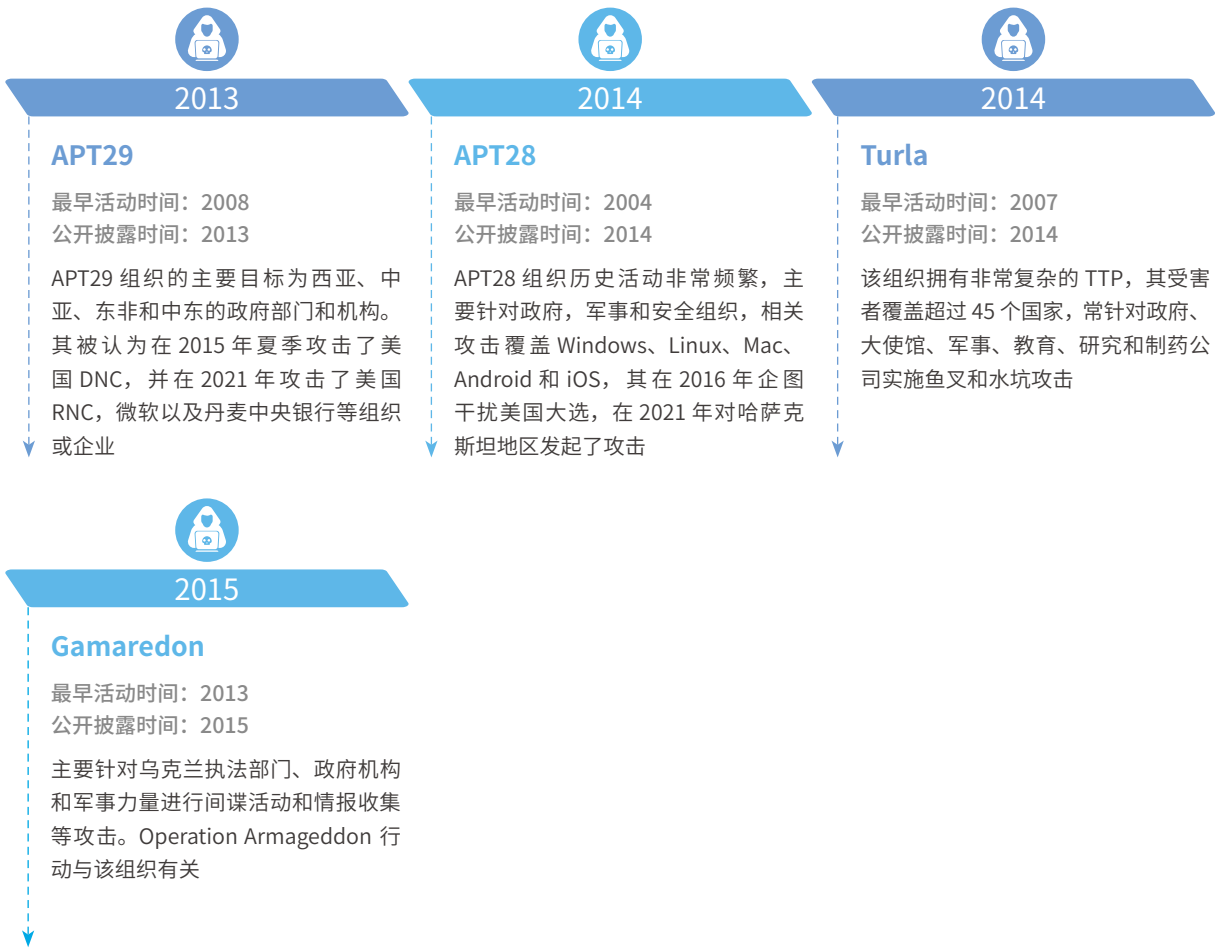 2013
APT29
最早活动时间：2008
公开披露时间：2013
APT29 组织的主要目标为西亚、中
亚、东非和中东的政府部门和机构。
其被认为在 2015 年夏季攻击了美
国 DNC，并在 2021 年攻击了美国
RNC，微软以及丹麦中央银行等组织
或企业
2014
APT28
最早活动时间：2004
公开披露时间：2014
APT28 组织历史活动非常频繁，主
要针对政府，军事和安全组织，相关
攻击覆盖 Windows、Linux、Mac、
Android 和 iOS，其在 2016 年企图
干扰美国大选，在 2021 年对哈萨克
斯坦地区发起了攻击
2014
Turla
最早活动时间：2007
公开披露时间：2014
该组织拥有非常复杂的 TTP，其受害
者覆盖超过 45 个国家，常针对政府、
大使馆、军事、教育、研究和制药公
司实施鱼叉和水坑攻击
2015
Gamaredon
最早活动时间：2013
公开披露时间：2015
主要针对乌克兰执法部门、政府机构
和军事力量进行间谍活动和情报收集
等攻击。Operation Armageddon 行
动与该组织有关